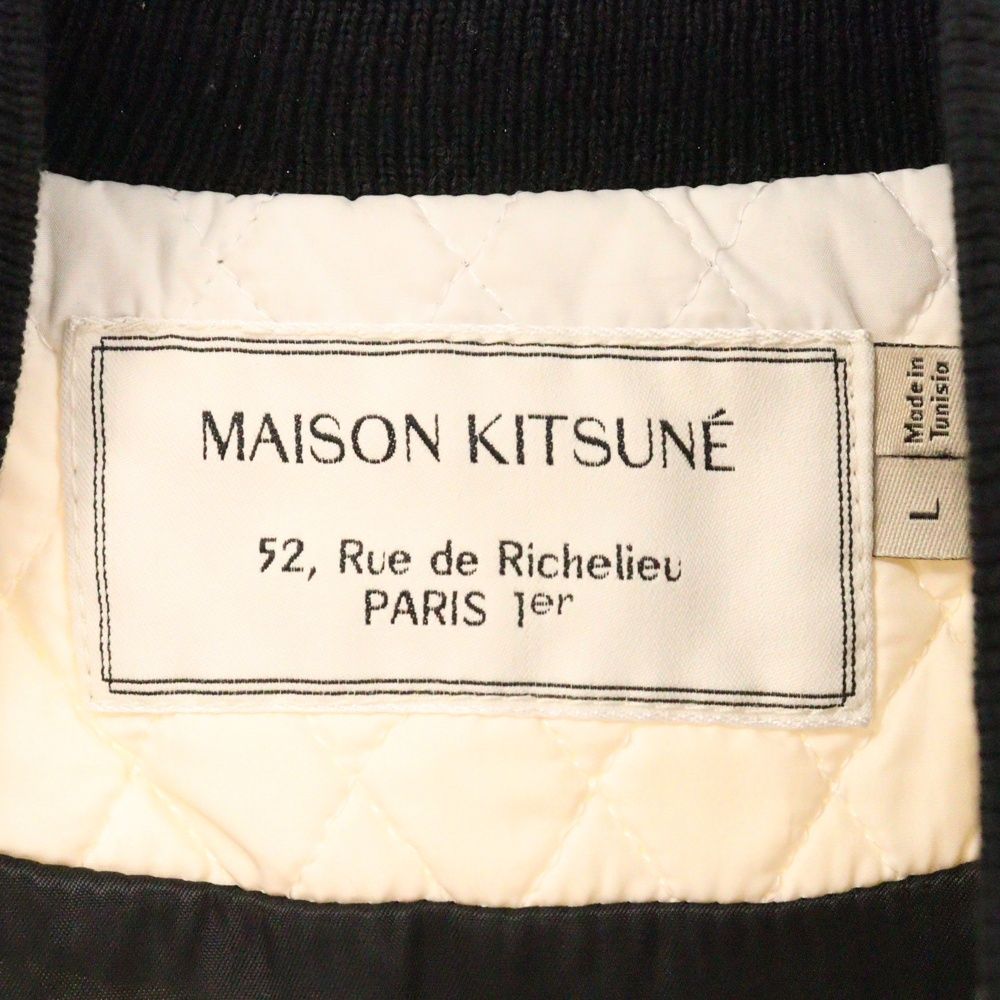 MAISON KITSUNÉ
52, Rue de Richelieu
PARIS 1er
Made in
Tunisia
L